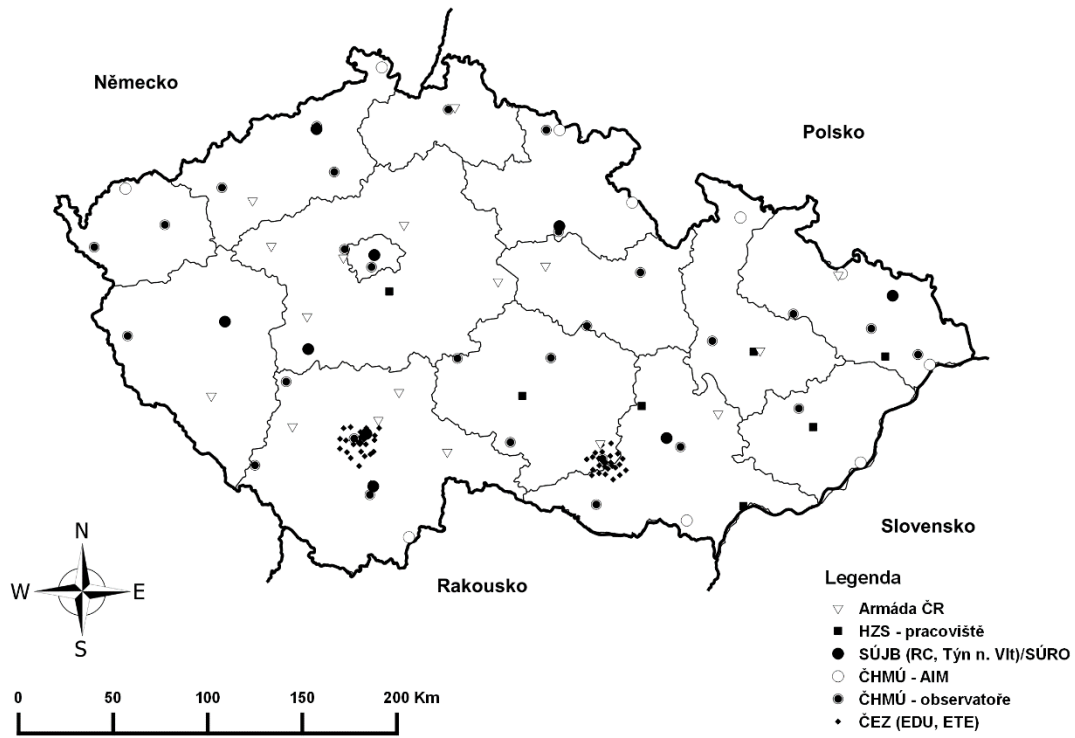 Německo
Polsko
Slovensko
Rakousko
N
W E
S
0 50 100 150 200 Km
Legenda
Armáda ČR
HZS - pracoviště
SÚJB (RC, Týn n. Vlt)/SÚRO
ČHMÚ - AIM
ČHMÚ - observatoře
ČEZ (EDU, ETE)